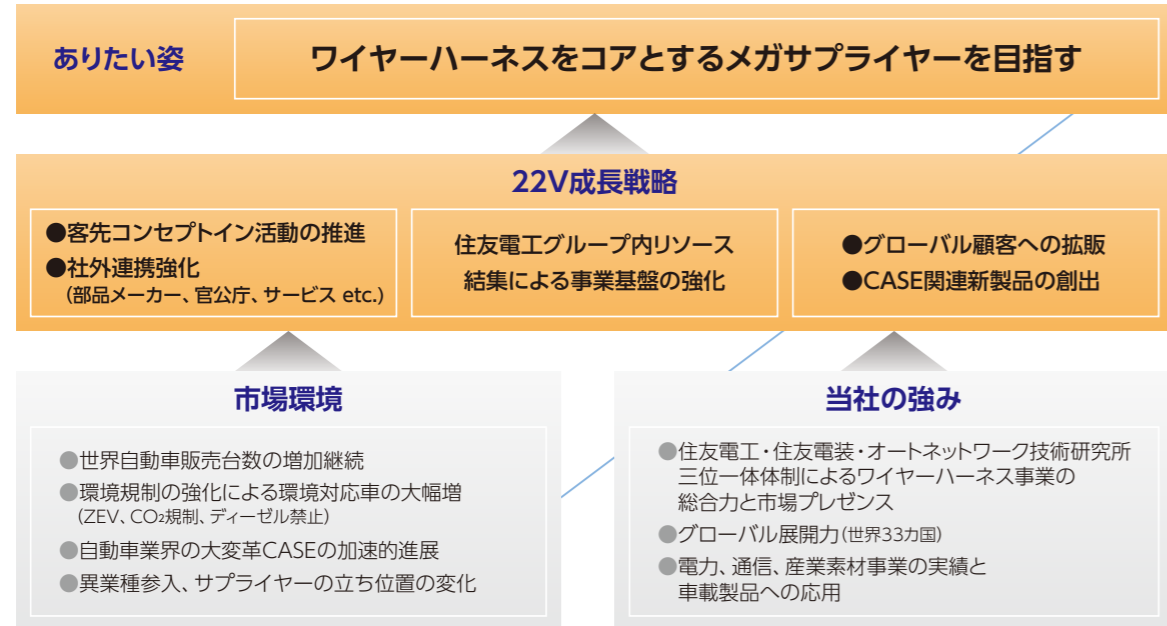 ありたい姿
ワイヤーハーネスをコアとするメガサプライヤーを目指す
22V成長戦略
●客先コンセプトイン活動の推進
●社外連携強化
(部品メーカー、官公庁、サービス etc.)
住友電工グループ内リソース
結集による事業基盤の強化
●グローバル顧客への拡販
●CASE関連新製品の創出
市場環境
●世界自動車販売台数の増加継続
●環境規制の強化による環境対応車の大幅増
(ZEV、CO₂規制、ディーゼル禁止)
●自動車業界の大変革CASEの加速的進展
●異業種参入、サプライヤーの立ち位置の変化
当社の強み
●住友電工・住友電装・オートネットワーク技術研究所
三位一体体制によるワイヤーハーネス事業の
総合力と市場プレゼンス
●グローバル展開力(世界33カ国)
●電力、通信、産業素材事業の実績と
車載製品への応用